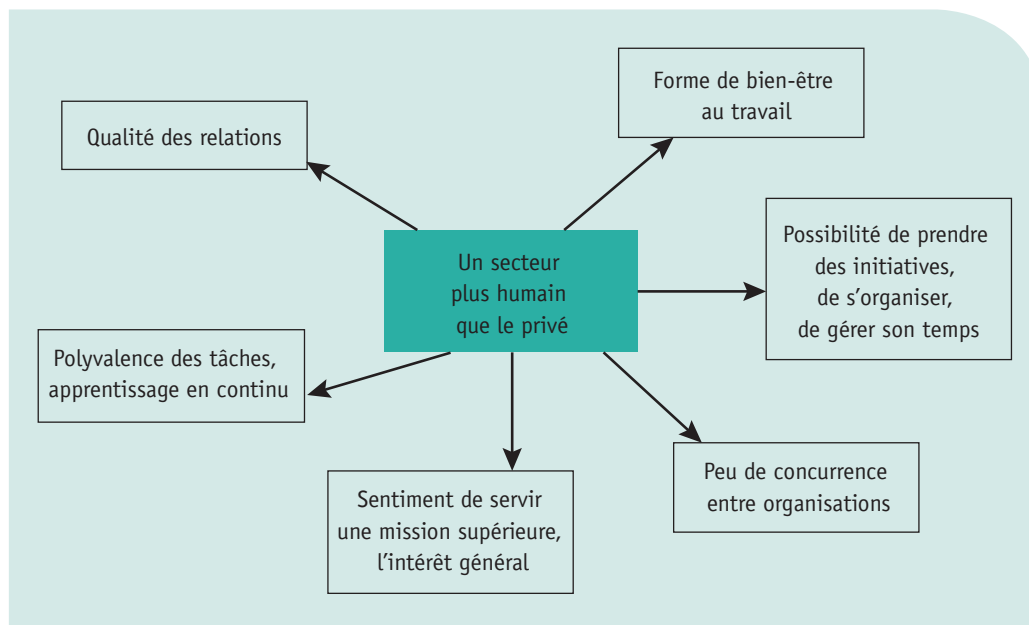 Forme de bien-être
au travail
Qualité des relations
Possibilité de prendre
des initiatives,
de s’organiser,
de gérer son temps
Un secteur
plus humain
que le privé
Polyvalence des tâches,
apprentissage en continu
Peu de concurrence
entre organisations
Sentiment de servir
une mission supérieure,
l’intérêt général